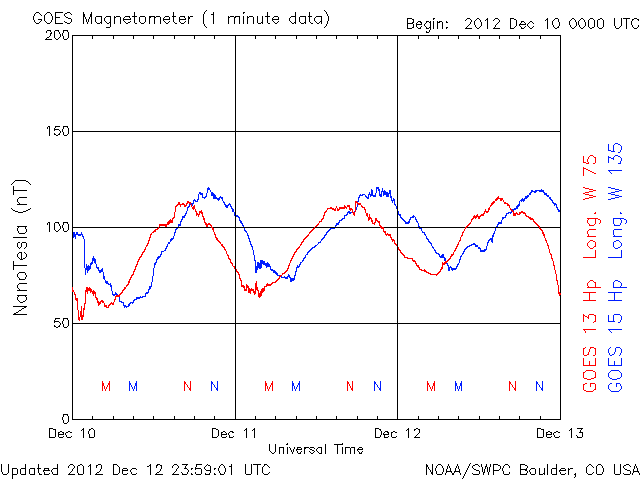 GOES Magnetometer (1 minute data)
Begin: 2012 Dec 10 0000 UTC
200
150
100
50
0
NanoTesla (nT)
M M N N M M N N M M N N
Dec 10 Dec 11 Dec 12 Dec 13
Universal Time
GOES 13 Hp Long. W 75
GOES 15 Hp Long. W 135
Updated 2012 Dec 12 23:59:01 UTC
NOAA/SWPC Boulder, CO USA